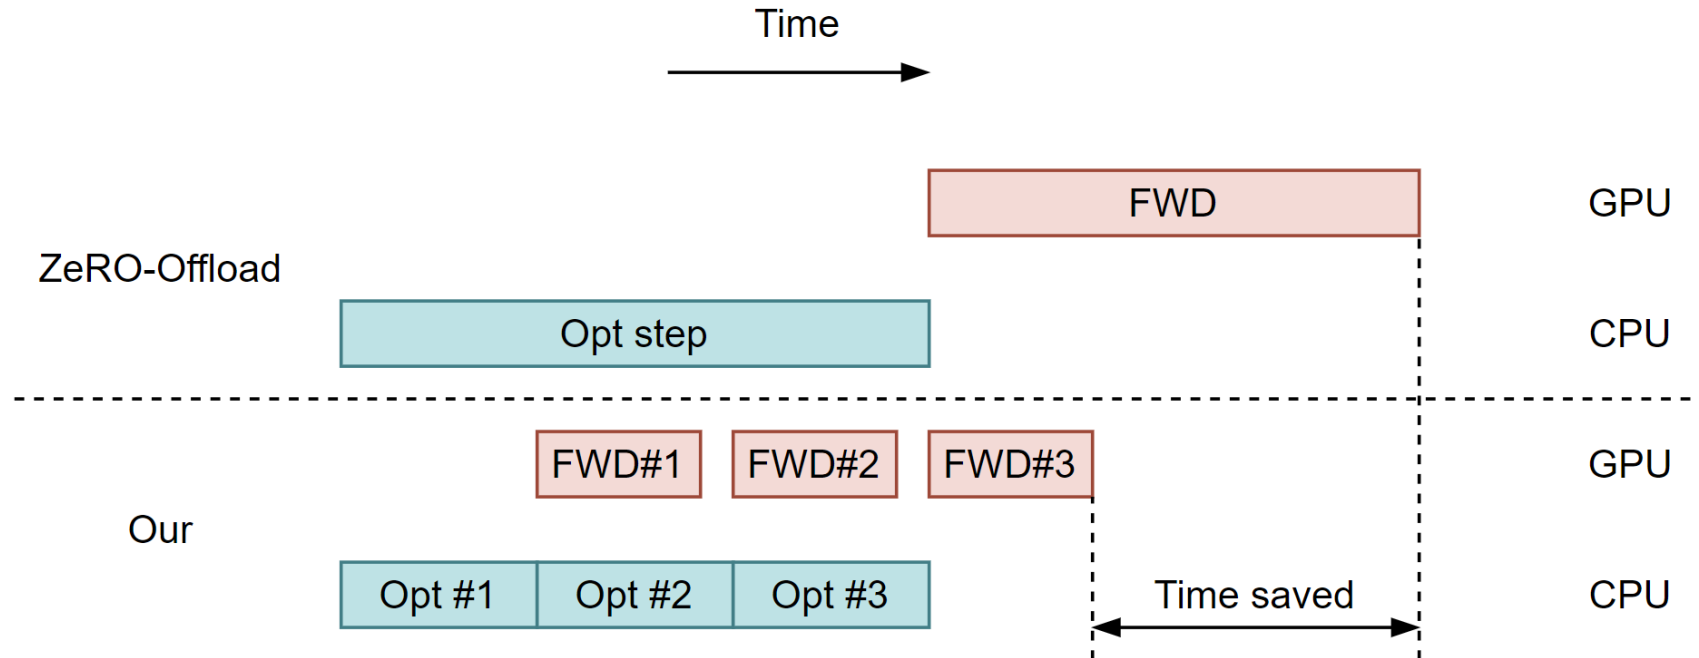 Time
FWD
GPU
ZeRO-Offload
Opt step
CPU
FWD#1
FWD#2
FWD#3
GPU
Our
Opt #1
Opt #2
Opt #3
Time saved
CPU